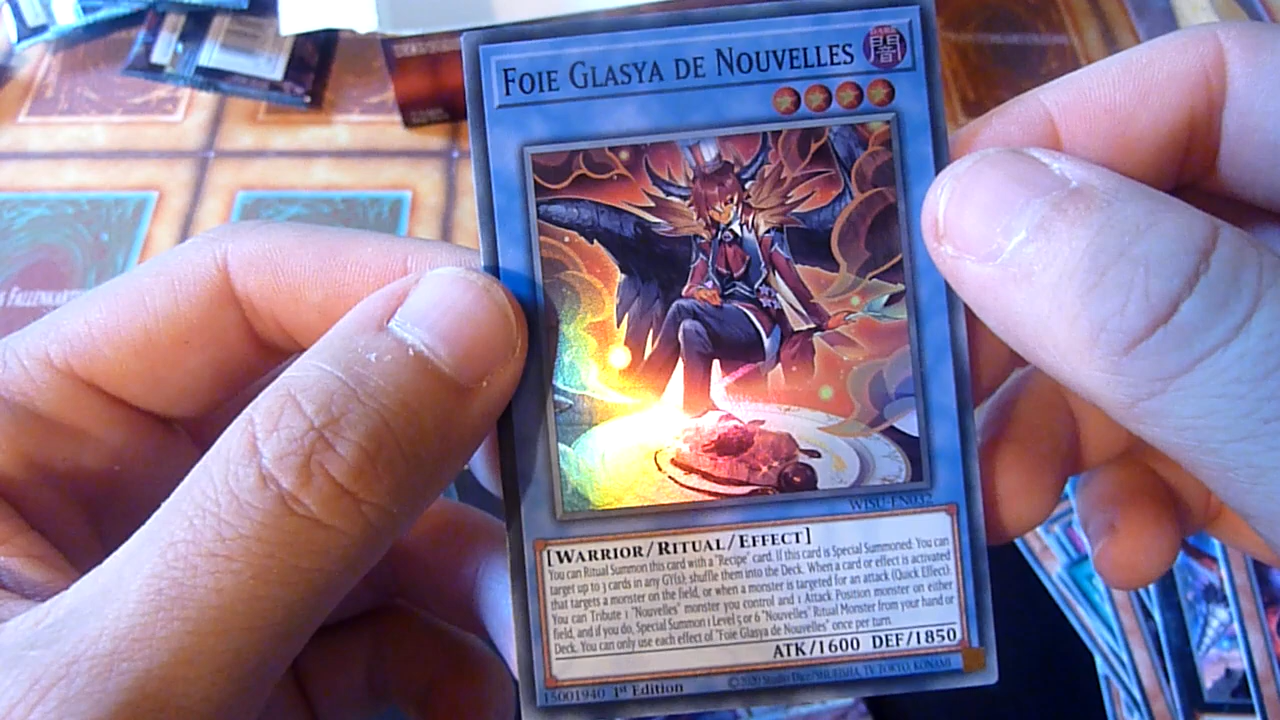 FOIE GLASYA DE NOUVELLES
DARK
闇
FALLENKART
WISU-EN032
[WARRIOR/RITUAL/EFFECT]
You can Ritual Summon this card with a "Recipe" card. If this card is Special Summoned: You can
target up to 3 cards in any GY(s); shuffle them into the Deck. When a card or effect is activated
that targets a monster on the field, or when a monster is targeted for an attack (Quick Effect):
You can Tribute 1 "Nouvelles" monster you control and 1 Attack Position monster on either
field, and if you do, Special Summon 1 Level 5 or 6 "Nouvelles" Ritual Monster from your hand or
Deck. You can only use each effect of "Foie Glasya de Nouvelles" once per turn.
ATK/1600 DEF/1850
15001940 1st Edition
©2020 Studio Dice/SHUEISHA, TV TOKYO, KONAMI